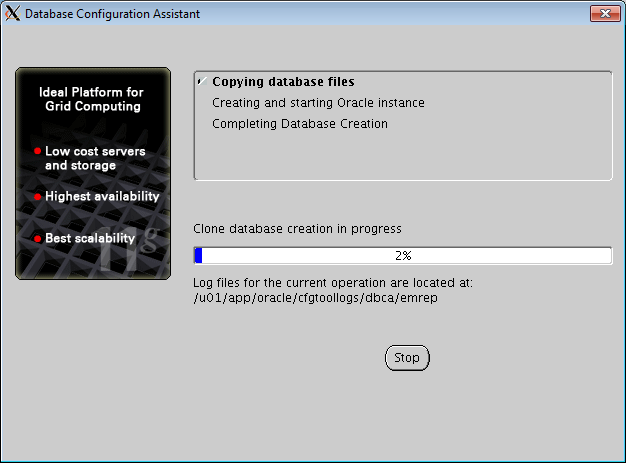 Database Configuration Assistant
Ideal Platform for
Grid Computing
Low cost servers
and storage
Highest availability
Best scalability
11g
Copying database files
Creating and starting Oracle instance
Completing Database Creation
Clone database creation in progress
2%
Log files for the current operation are located at:
/u01/app/oracle/cfgtoollogs/dbca/emrep
Stop